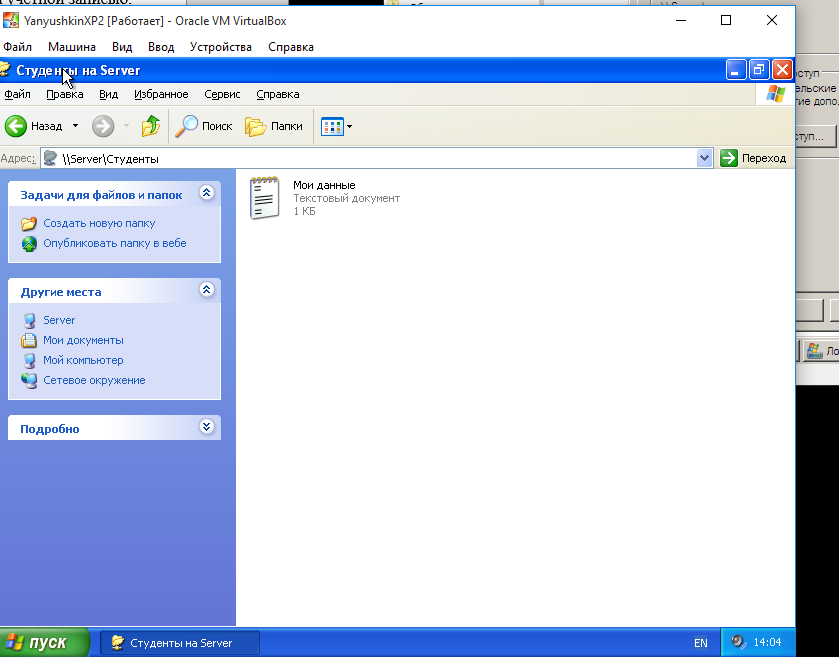 учетной записью.
YanyushkinXP2 [Работает] - Oracle VM VirtualBox
Файл Машина Вид Ввод Устройства Справка
Студенты на Server
Файл Правка Вид Избранное Сервис Справка
Назад Поиск Папки
Адрес: \\Server\Студенты Переход
Задачи для файлов и папок
Создать новую папку
Опубликовать папку в вебе
Другие места
Server
Мои документы
Мой компьютер
Сетевое окружение
Подробно
Мои данные
Текстовый документ
1 КБ
пуск Студенты на Server EN 14:04